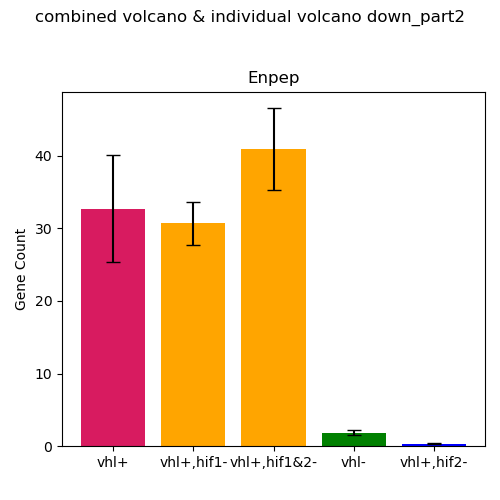 combined volcano & individual volcano down_part2
Enpep
Gene Count
40
30
20
10
0
vhl+
vhl+,hif1-
vhl+,hif1&2-
vhl-
vhl+,hif2-